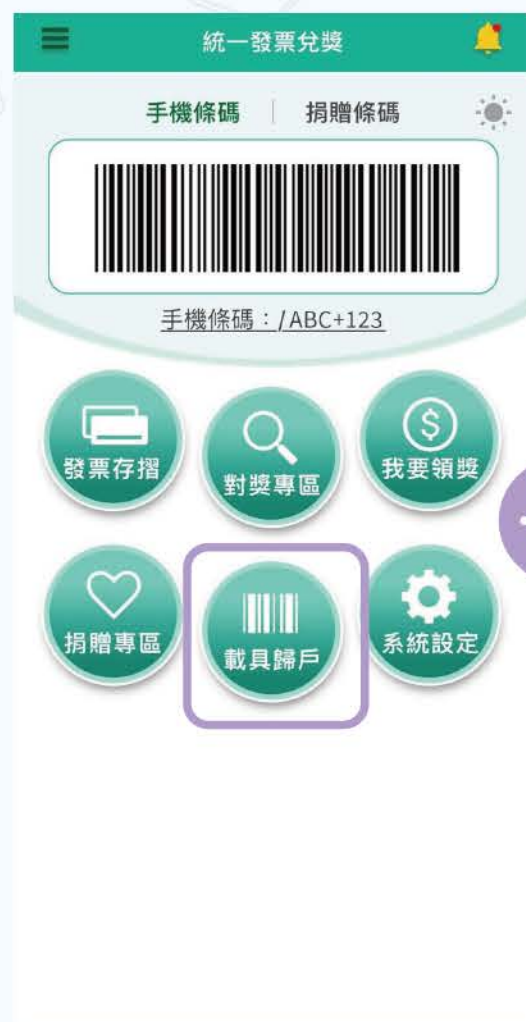 統一發票兌獎
手機條碼 | 捐贈條碼
手機條碼：/ABC+123
發票存摺
對獎專區
我要領獎
捐贈專區
載具歸戶
系統設定